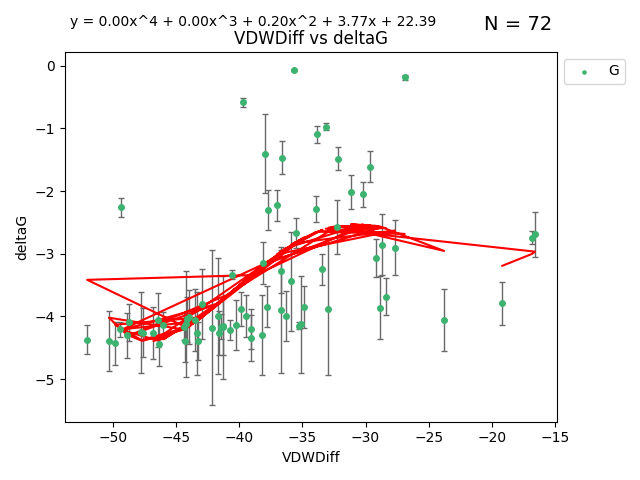 y = 0.00x^4 + 0.00x^3 + 0.20x^2 + 3.77x + 22.39
N = 72
VDWDiff vs deltaG
G
deltaG
0
−1
−2
−3
−4
−5
−50
−45
−40
−35
−30
−25
−20
−15
VDWDiff